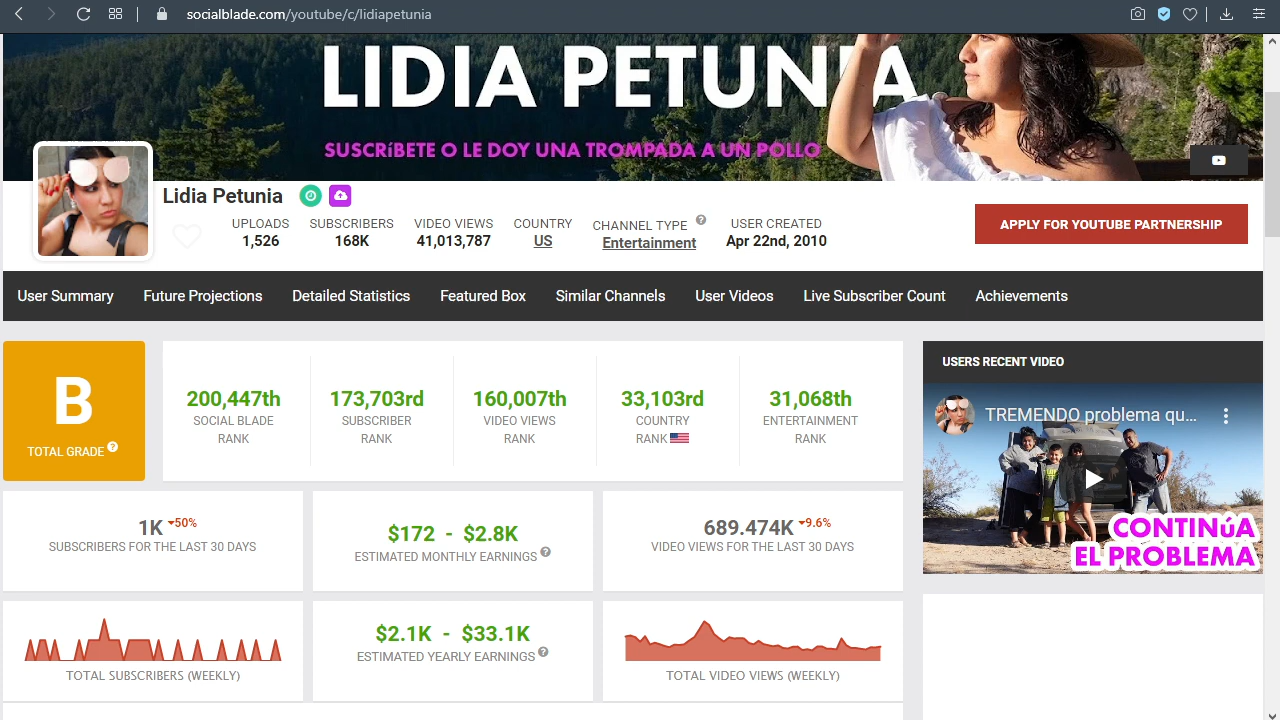 socialblade.com/youtube/c/lidiapetunia
LIDIA PETUNIA
SUSCRíBETE O LE DOY UNA TROMPADA A UN POLLO
Lidia Petunia
UPLOADS
1,526
SUBSCRIBERS
168K
VIDEO VIEWS
41,013,787
COUNTRY
US
CHANNEL TYPE ?
Entertainment
USER CREATED
Apr 22nd, 2010
APPLY FOR YOUTUBE PARTNERSHIP
User Summary Future Projections Detailed Statistics Featured Box Similar Channels User Videos Live Subscriber Count Achievements
B
TOTAL GRADE ?
200,447th
SOCIAL BLADE
RANK
173,703rd
SUBSCRIBER
RANK
160,007th
VIDEO VIEWS
RANK
33,103rd
COUNTRY
RANK
31,068th
ENTERTAINMENT
RANK
USERS RECENT VIDEO
TREMENDO problema qu...
CONTINúA
EL PROBLEMA
1K -50%
SUBSCRIBERS FOR THE LAST 30 DAYS
$172 - $2.8K
ESTIMATED MONTHLY EARNINGS ?
689.474K -9.6%
VIDEO VIEWS FOR THE LAST 30 DAYS
TOTAL SUBSCRIBERS (WEEKLY)
$2.1K - $33.1K
ESTIMATED YEARLY EARNINGS ?
TOTAL VIDEO VIEWS (WEEKLY)